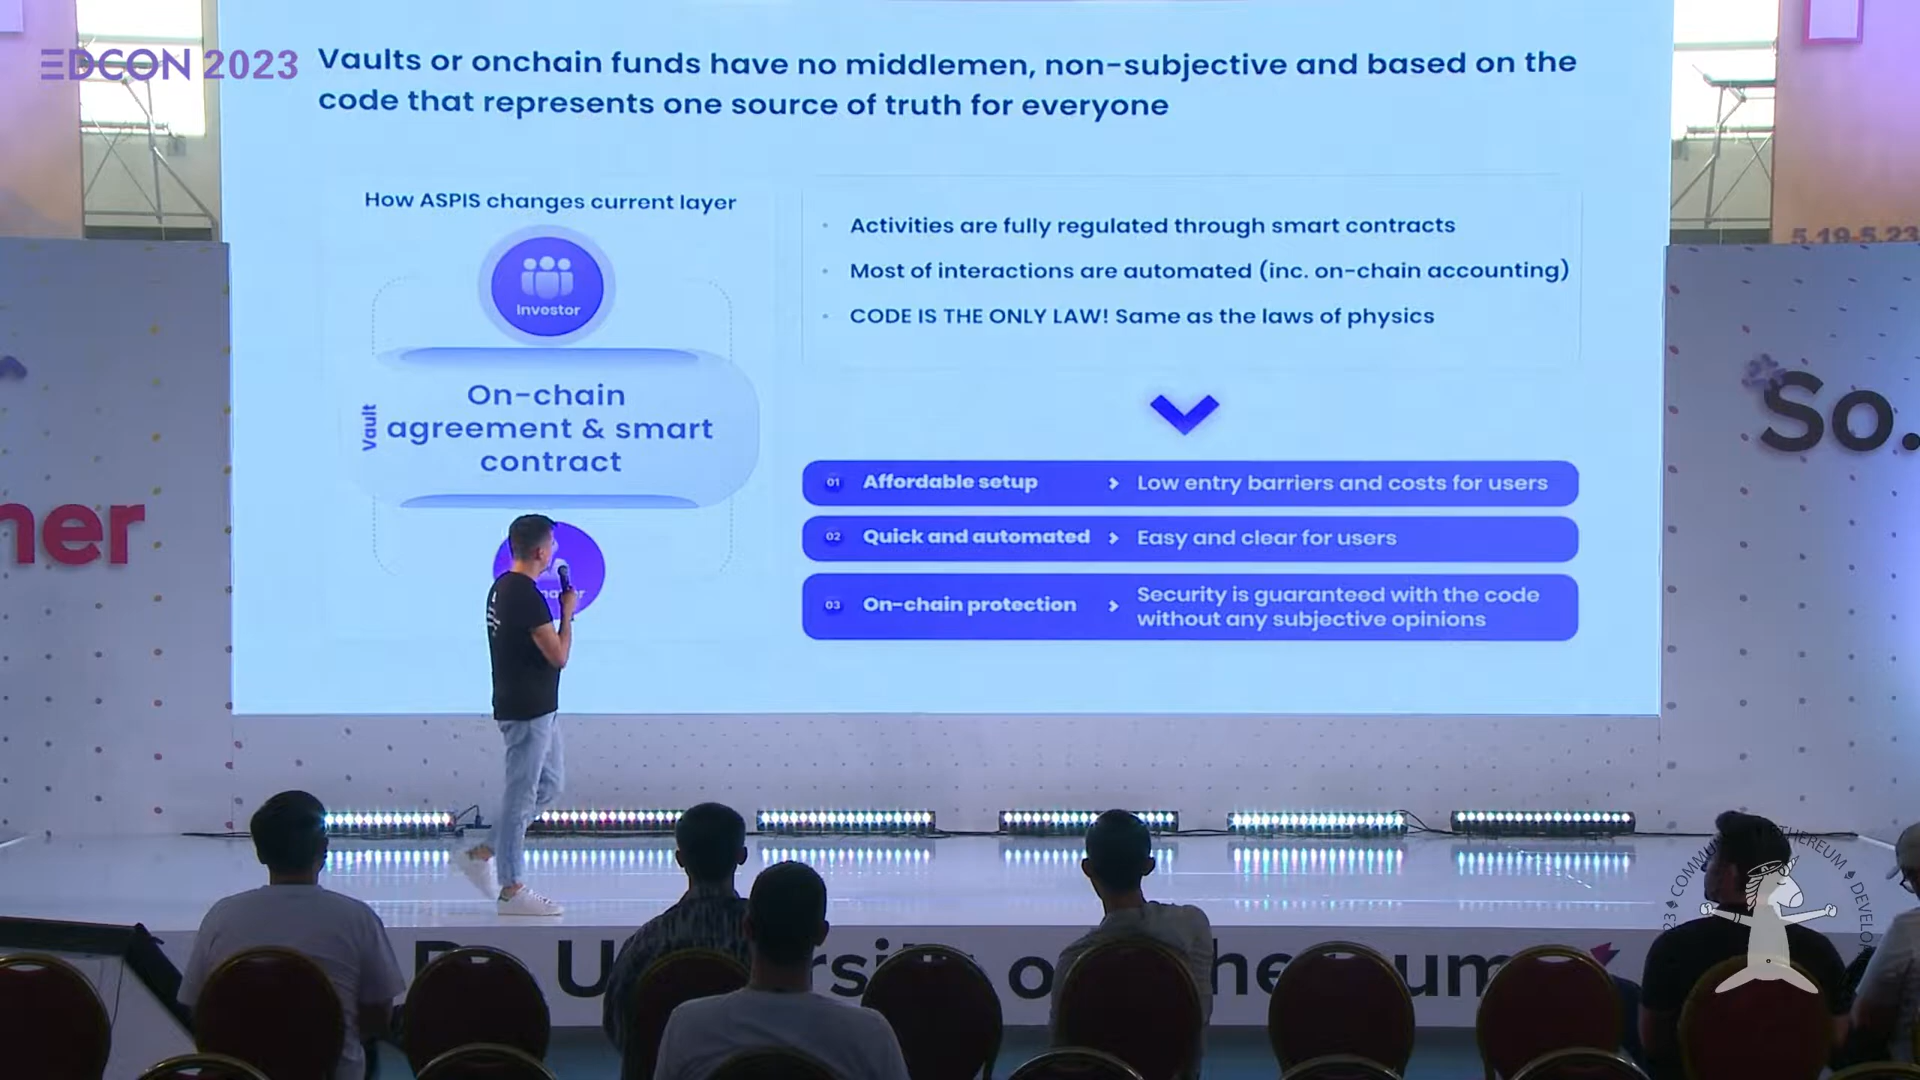 EDCON 2023
Vaults or onchain funds have no middlemen, non-subjective and based on the
code that represents one source of truth for everyone
How ASPIS changes current layer
Investor
Vault
On-chain
agreement & smart
contract
• Activities are fully regulated through smart contracts
• Most of interactions are automated (inc. on-chain accounting)
• CODE IS THE ONLY LAW! Same as the laws of physics
01 Affordable setup > Low entry barriers and costs for users
02 Quick and automated > Easy and clear for users
03 On-chain protection > Security is guaranteed with the code
without any subjective opinions
5.19-5.23
So.
ner